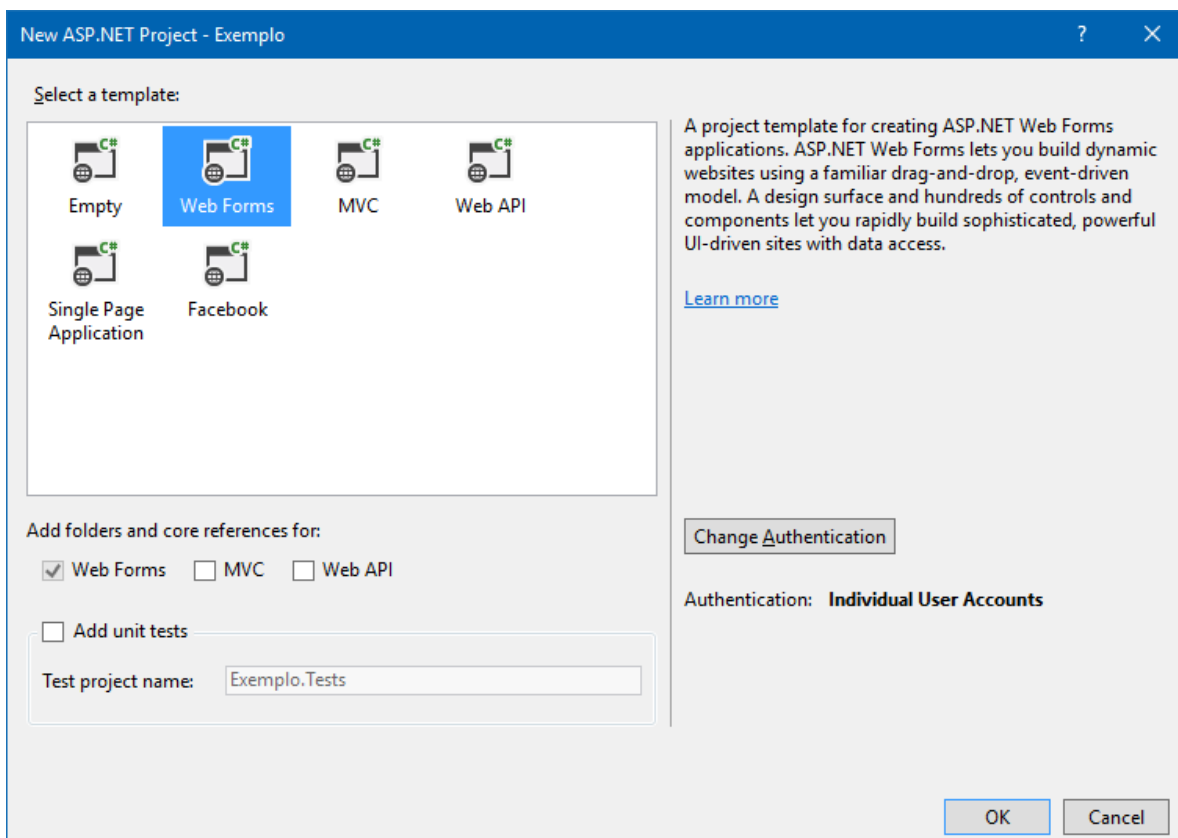 New ASP.NET Project - Exemplo
?
Select a template:
C#
C#
C#
C#
Empty
Web Forms
MVC
Web API
C#
C#
Single Page
Application
Facebook
A project template for creating ASP.NET Web Forms
applications. ASP.NET Web Forms lets you build dynamic
websites using a familiar drag-and-drop, event-driven
model. A design surface and hundreds of controls and
components let you rapidly build sophisticated, powerful
UI-driven sites with data access.
Learn more
Add folders and core references for:
Web Forms
MVC
Web API
Add unit tests
Test project name:
Exemplo.Tests
Change Authentication
Authentication: Individual User Accounts
OK
Cancel